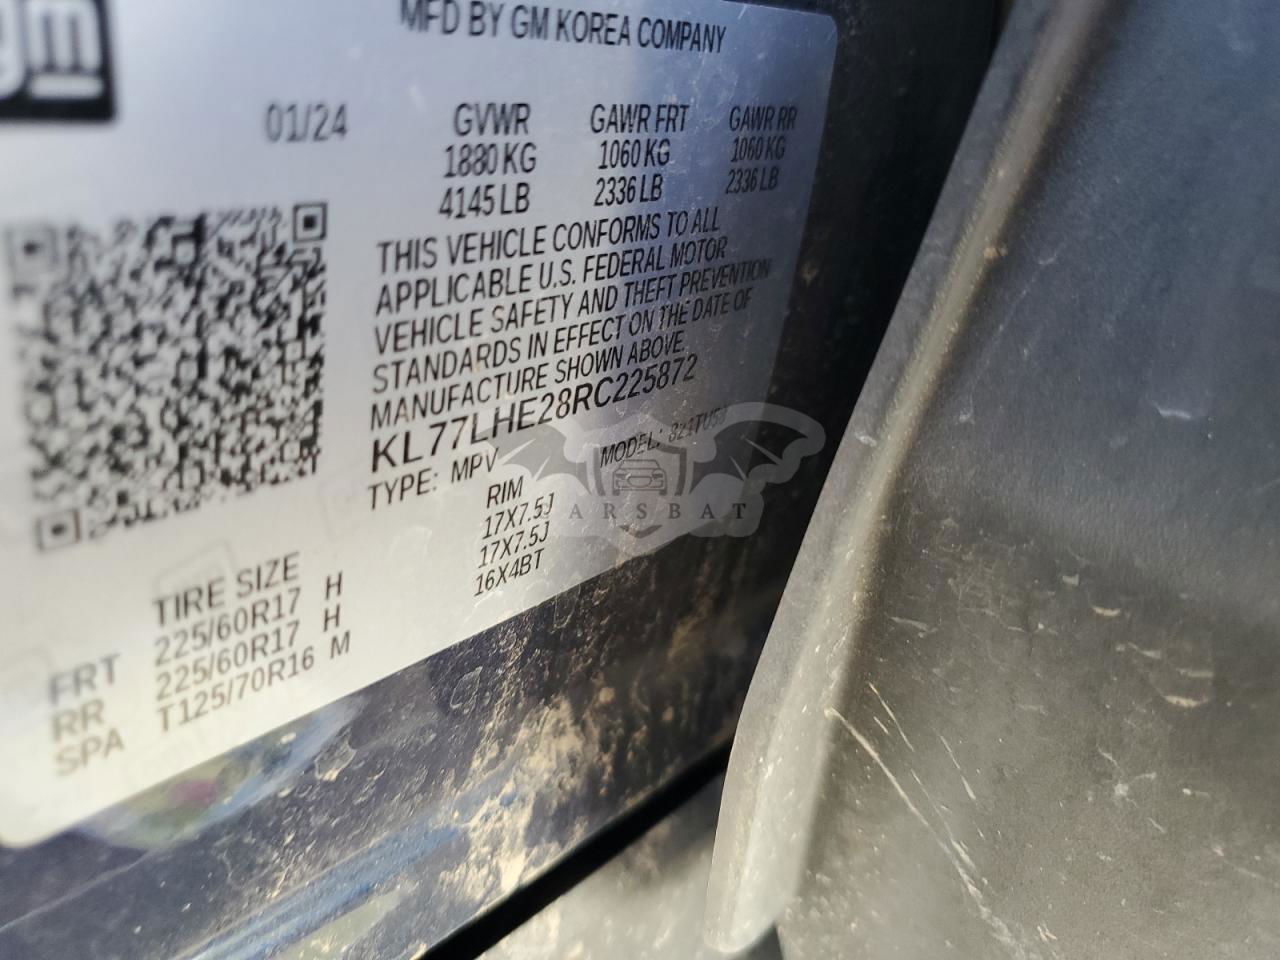 gm
MFD BY GM KOREA COMPANY
01/24 GVWR GAWR FRT GAWR RR
1880 KG 1060 KG 1060 KG
4145 LB 2336 LB 2336 LB
THIS VEHICLE CONFORMS TO ALL
APPLICABLE U.S. FEDERAL MOTOR
VEHICLE SAFETY AND THEFT PREVENTION
STANDARDS IN EFFECT ON THE DATE OF
MANUFACTURE SHOWN ABOVE.
KL77LHE28RC225872
TYPE: MPV MODEL:
TIRE SIZE RIM
FRT 225/60R17 H 17X7.5J
RR 225/60R17 H 17X7.5J
SPA T125/70R16 M 16X4BT
ARSBAT